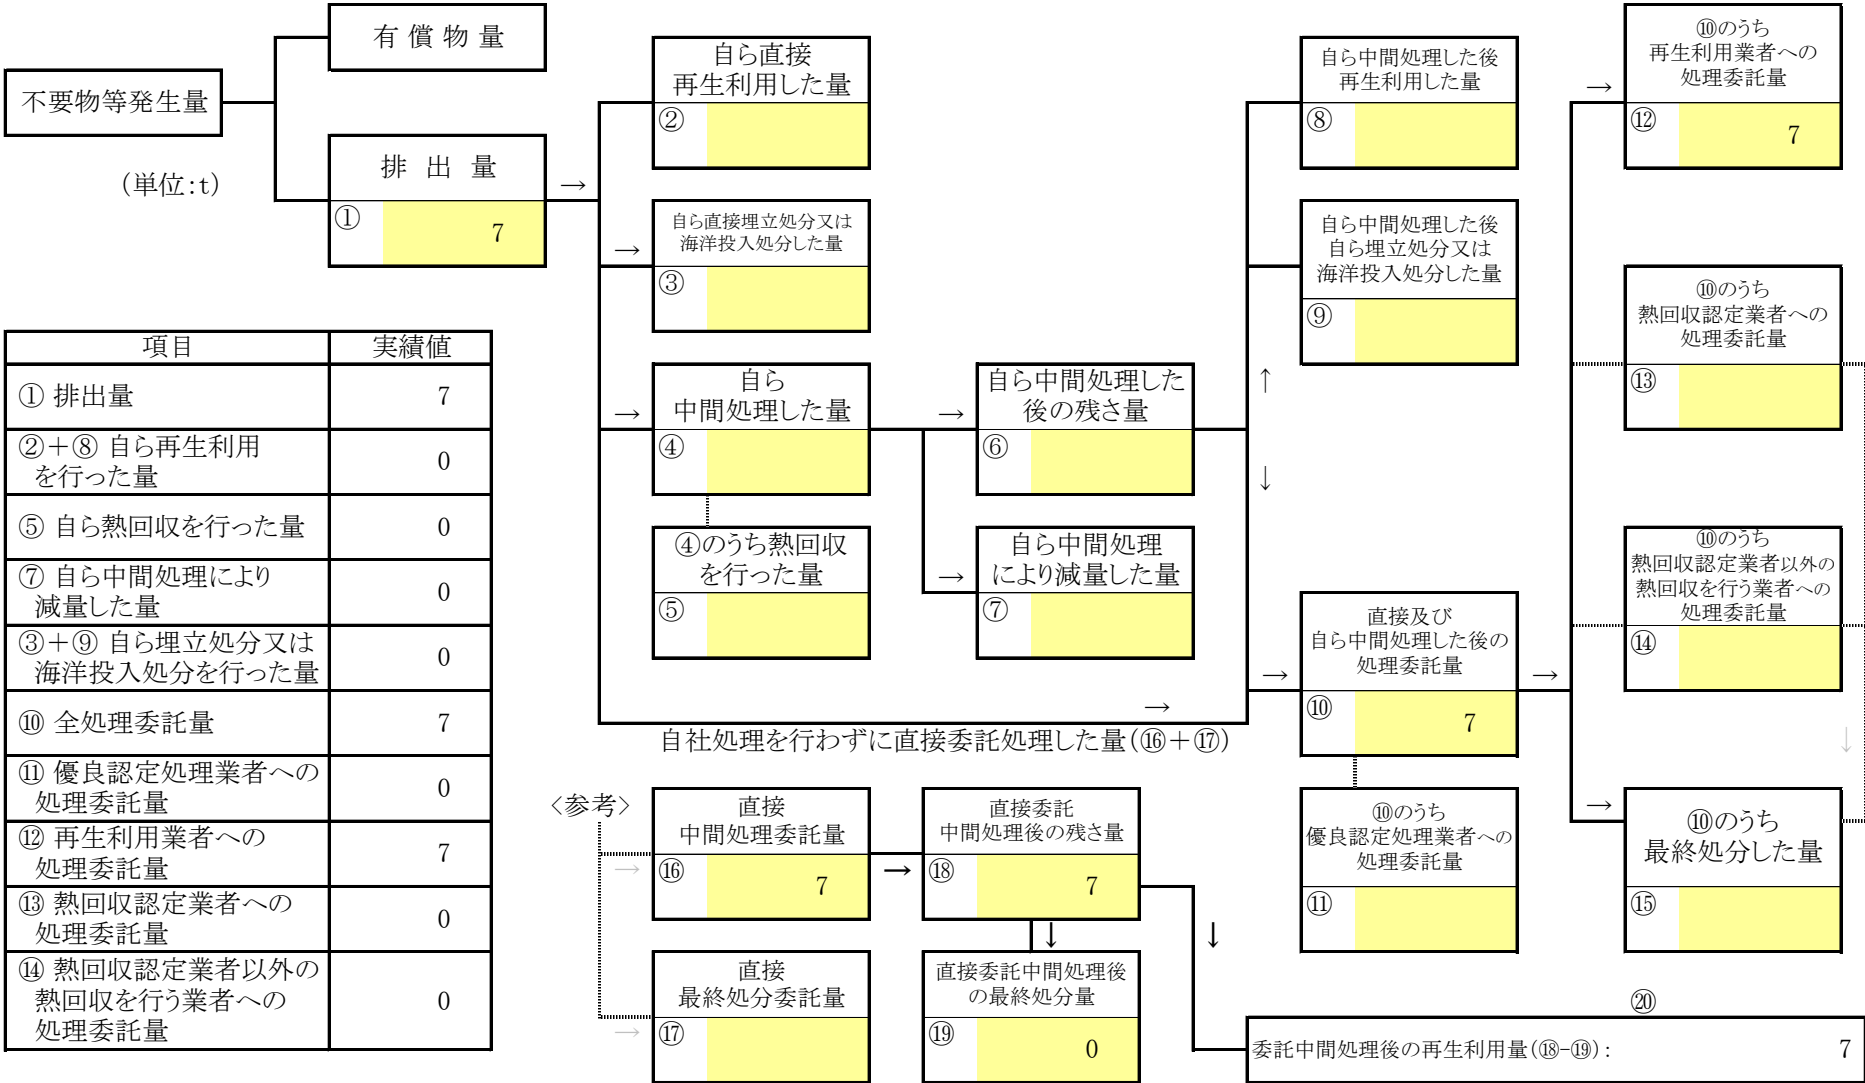 不要物等発生量
有 償 物 量
排 出 量
① 7
(単位:t)
→
自ら直接
再生利用した量
②
→
自ら直接埋立処分又は
海洋投入処分した量
③
→
自ら
中間処理した量
④
④のうち熱回収
を行った量
⑤
→
自ら中間処理した
後の残さ量
⑥
→
自ら中間処理
により減量した量
⑦
↑
↓
自ら中間処理した後
再生利用した量
⑧
自ら中間処理した後
自ら埋立処分又は
海洋投入処分した量
⑨
→
自社処理を行わずに直接委託処理した量(⑯+⑰)
→
直接及び
自ら中間処理した後の
処理委託量
⑩ 7
⑩のうち
優良認定処理業者への
処理委託量
⑪
→
→
⑩のうち
再生利用業者への
処理委託量
⑫ 7
⑩のうち
熱回収認定業者への
処理委託量
⑬
⑩のうち
熱回収認定業者以外の
熱回収を行う業者への
処理委託量
⑭
↓
→
⑩のうち
最終処分した量
⑮
項目 実績値
① 排出量 7
②+⑧ 自ら再生利用
を行った量 0
⑤ 自ら熱回収を行った量 0
⑦ 自ら中間処理により
減量した量 0
③+⑨ 自ら埋立処分又は
海洋投入処分を行った量 0
⑩ 全処理委託量 7
⑪ 優良認定処理業者への
処理委託量 0
⑫ 再生利用業者への
処理委託量 7
⑬ 熱回収認定業者への
処理委託量 0
⑭ 熱回収認定業者以外の
熱回収を行う業者への
処理委託量 0
<参考>
→
直接
中間処理委託量
⑯ 7
→
直接委託
中間処理後の残さ量
⑱ 7
↓
↓
→
直接
最終処分委託量
⑰
直接委託中間処理後
の最終処分量
⑲ 0
⑳
委託中間処理後の再生利用量(⑱-⑲): 7